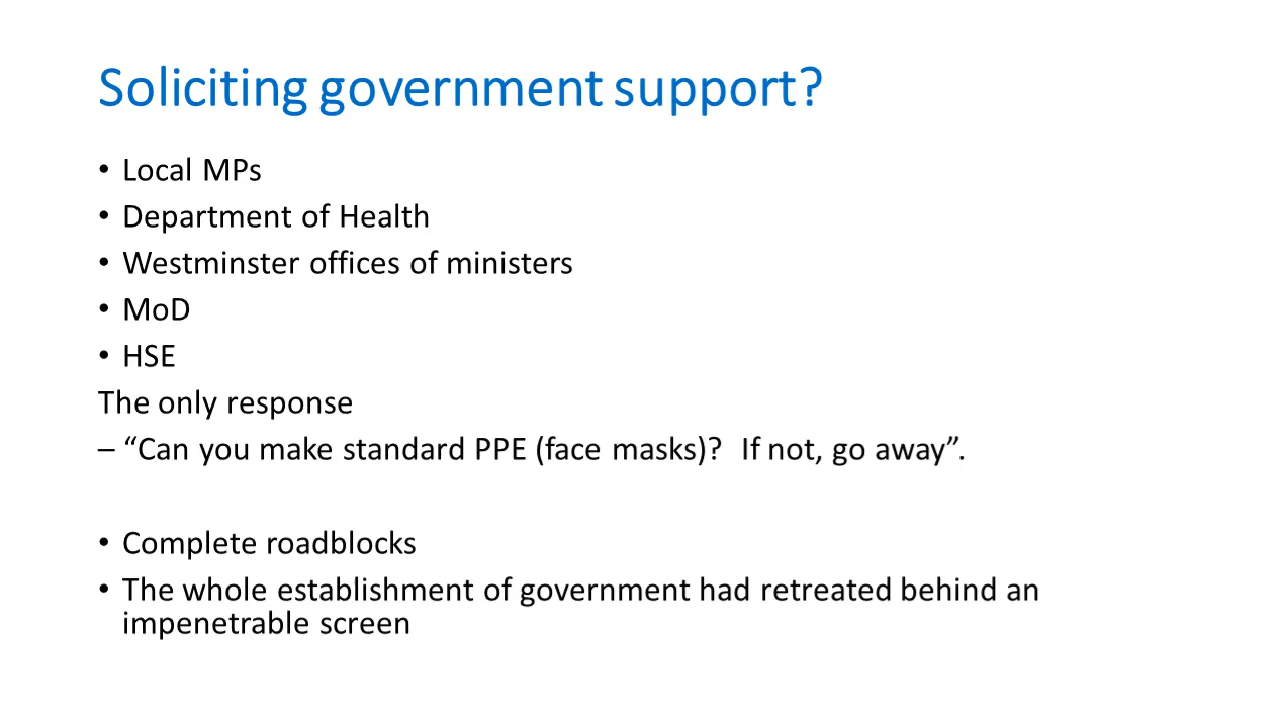 Soliciting government support?
• Local MPs
• Department of Health
• Westminster offices of ministers
• MoD
• HSE
The only response
– “Can you make standard PPE (face masks)?  If not, go away”.
• Complete roadblocks
• The whole establishment of government had retreated behind an
impenetrable screen